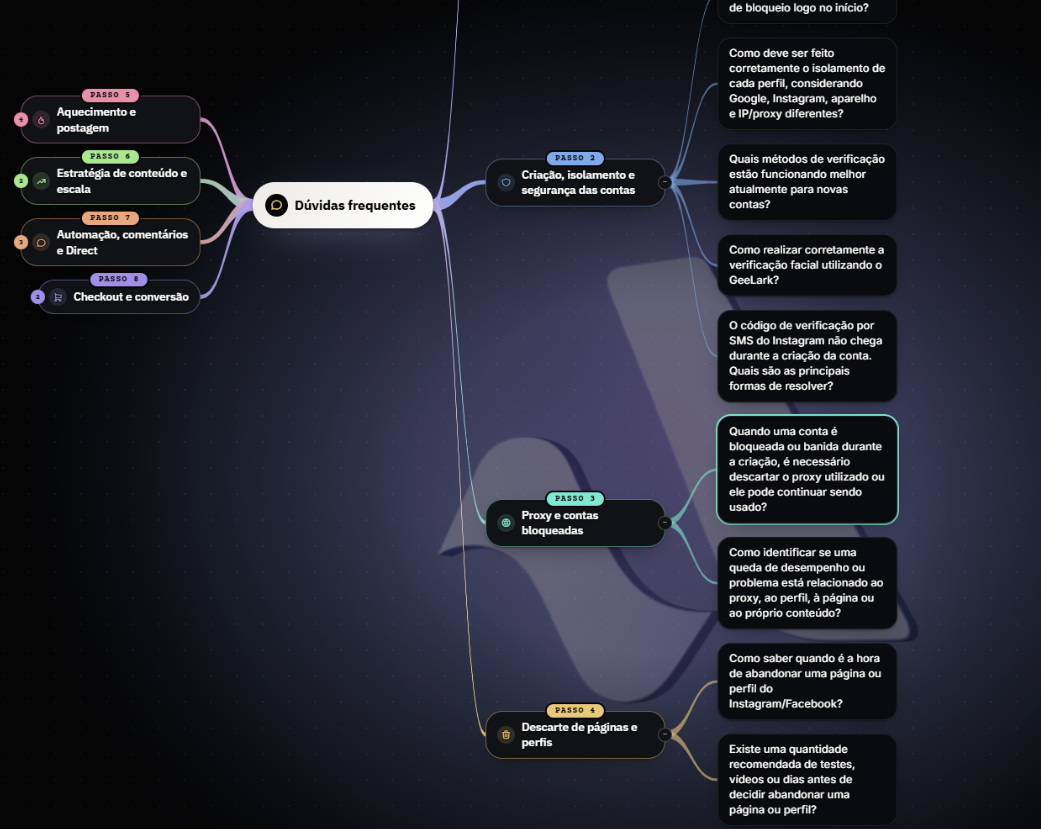 PASSO 5
4
Aquecimento e
postagem
PASSO 6
2
Estratégia de conteúdo e
escala
PASSO 7
3
Automação, comentários
e Direct
PASSO 8
2
Checkout e conversão
Dúvidas frequentes
PASSO 2
Criação, isolamento e
segurança das contas
de bloqueio logo no início?
Como deve ser feito
corretamente o isolamento de
cada perfil, considerando
Google, Instagram, aparelho
e IP/proxy diferentes?
Quais métodos de verificação
estão funcionando melhor
atualmente para novas
contas?
Como realizar corretamente a
verificação facial utilizando o
GeeLark?
O código de verificação por
SMS do Instagram não chega
durante a criação da conta.
Quais são as principais
formas de resolver?
PASSO 3
Proxy e contas
bloqueadas
Quando uma conta é
bloqueada ou banida durante
a criação, é necessário
descartar o proxy utilizado ou
ele pode continuar sendo
usado?
Como identificar se uma
queda de desempenho ou
problema está relacionado ao
proxy, ao perfil, à página ou
ao próprio conteúdo?
PASSO 4
Descarte de páginas e
perfis
Como saber quando é a hora
de abandonar uma página ou
perfil do
Instagram/Facebook?
Existe uma quantidade
recomendada de testes,
vídeos ou dias antes de
decidir abandonar uma
página ou perfil?